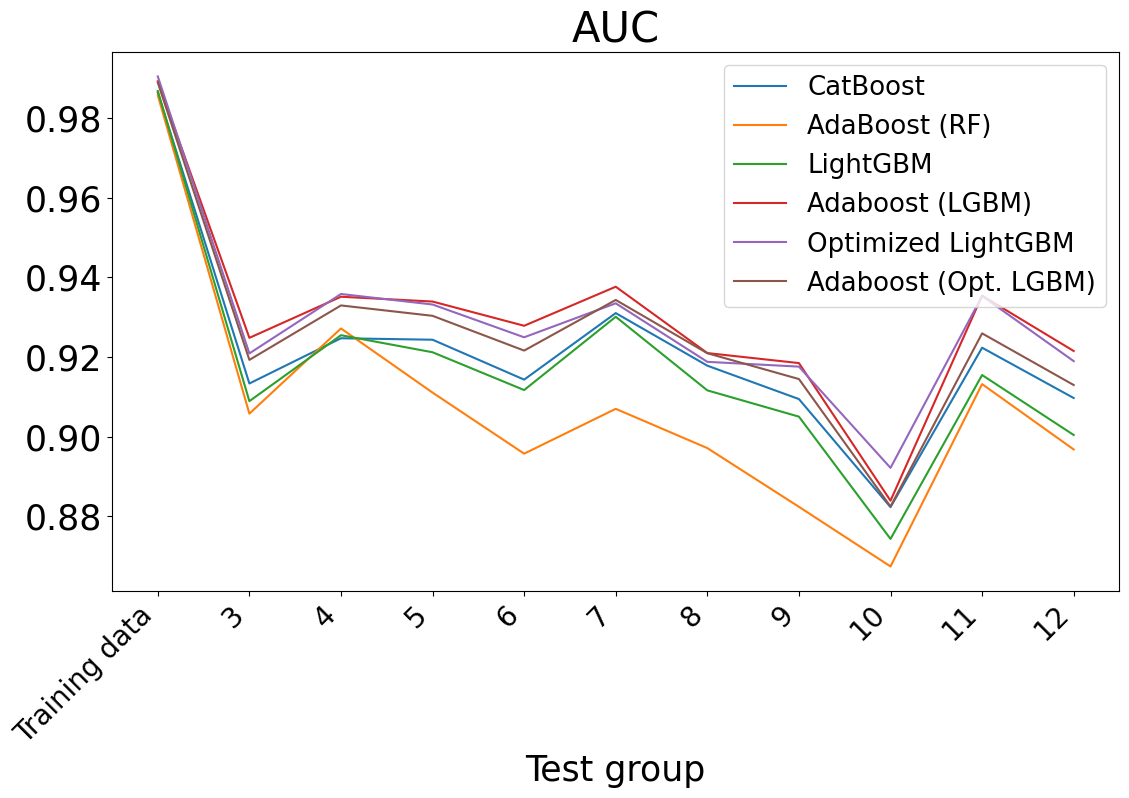 AUC
0.98
0.96
0.94
0.92
0.90
0.88
CatBoost
AdaBoost (RF)
LightGBM
Adaboost (LGBM)
Optimized LightGBM
Adaboost (Opt. LGBM)
Training data
3
4
5
6
7
8
9
10
11
12
Test group